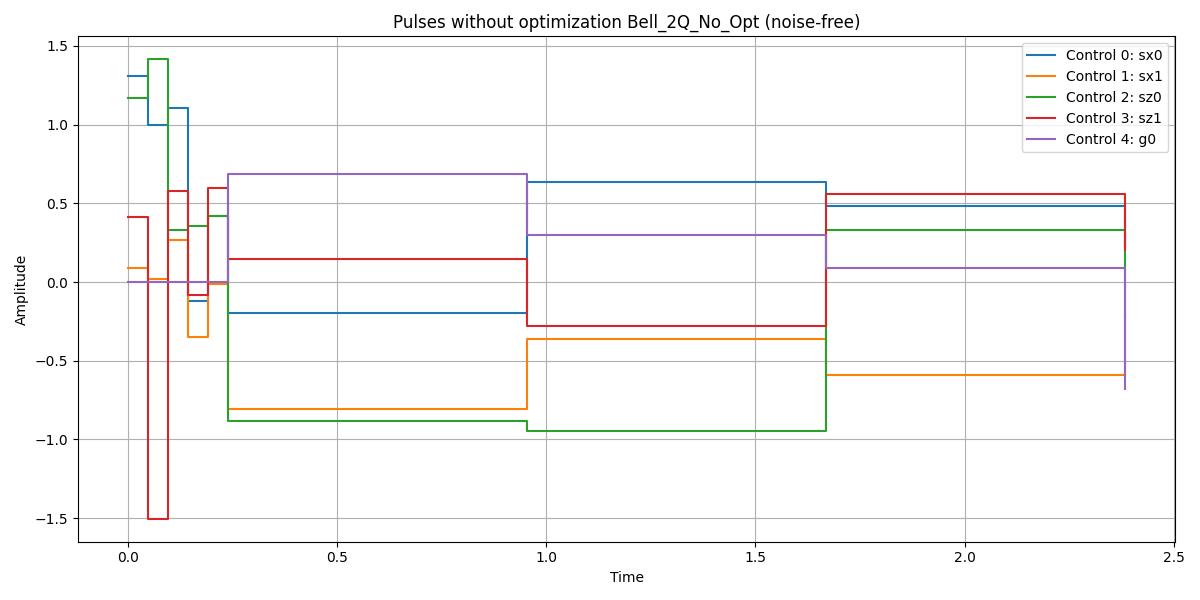 Pulses without optimization Bell_2Q_No_Opt (noise-free)
Control 0: sx0
Control 1: sx1
Control 2: sz0
Control 3: sz1
Control 4: g0
Amplitude
1.5
1.0
0.5
0.0
−0.5
−1.0
−1.5
0.0 0.5 1.0 1.5 2.0 2.5
Time